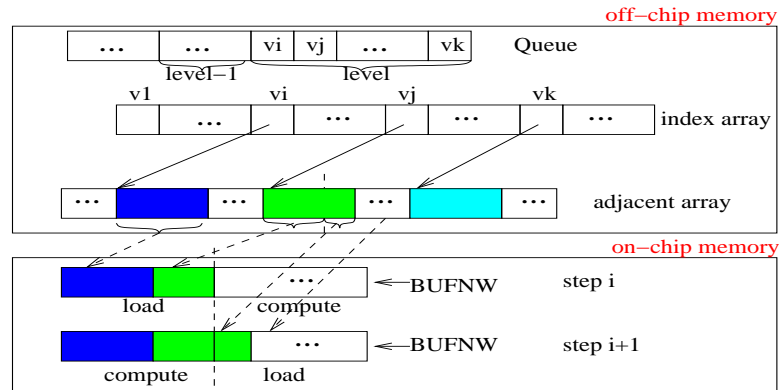 off-chip memory
... ... vi vj ... vk Queue
level-1 level
v1 vi vj vk
... ... ... ... index array
... ... ... ... adjacent array
on-chip memory
... BUFNW step i
load compute
... BUFNW step i+1
compute load